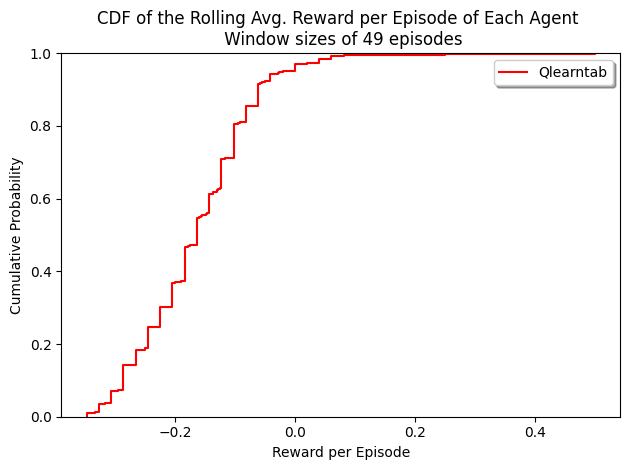 CDF of the Rolling Avg. Reward per Episode of Each Agent
Window sizes of 49 episodes
Qlearntab
Cumulative Probability
1.0
0.8
0.6
0.4
0.2
0.0
−0.2
0.0
0.2
0.4
Reward per Episode